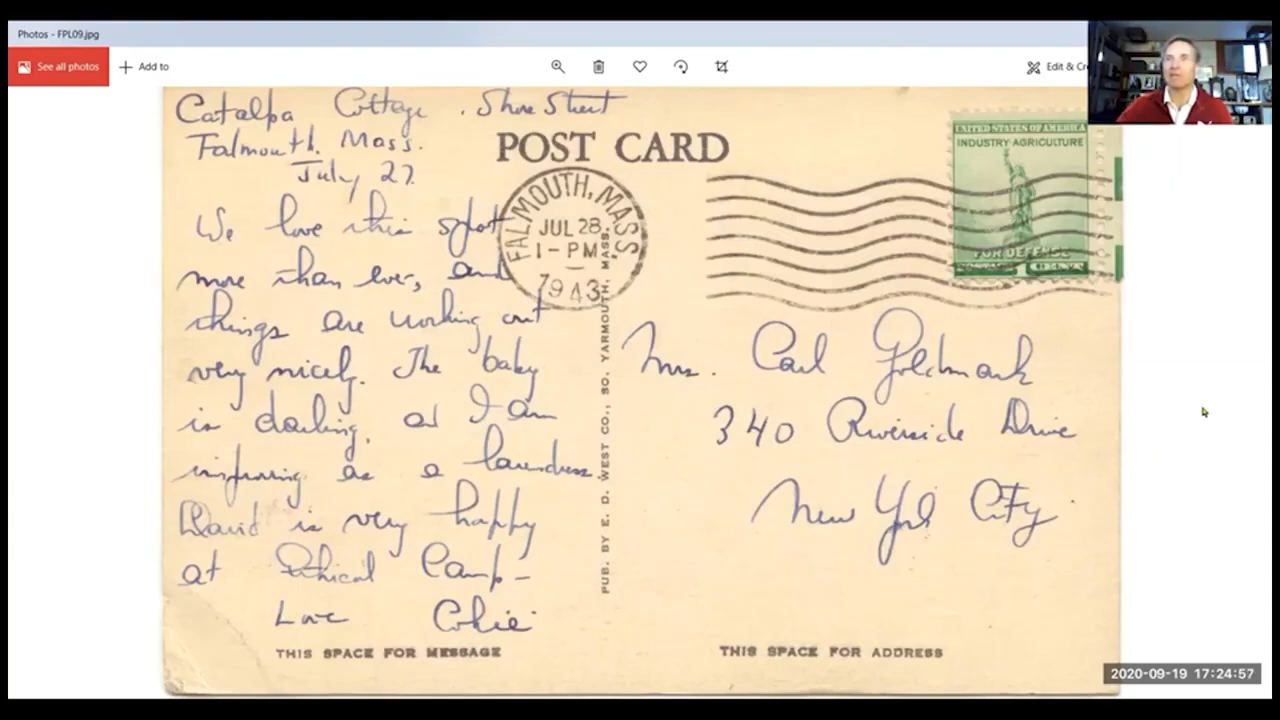 Photos - FPL09.jpg
See all photos
Add to
Edit & Cr
Catalpa Cottage . Shore Street
Falmouth. Mass.
July 27.
POST CARD
We love this spot
more than ever, and
things are working out
very nicely. The baby
is darling, and I am
improving as a laundress.
David is very happy
at Ethical Camp -
Love
THIS SPACE FOR MESSAGE
FALMOUTH, MASS.
JUL 28
1 - PM
1943
PUB. BY E. D. WEST CO., SO. YARMOUTH, MASS.
UNITED STATES OF AMERICA
INDUSTRY AGRICULTURE
FOR DEFENSE
Mrs. Carl Goldmark
340 Riverside Drive
New York City
THIS SPACE FOR ADDRESS
2020-09-19 17:24:57